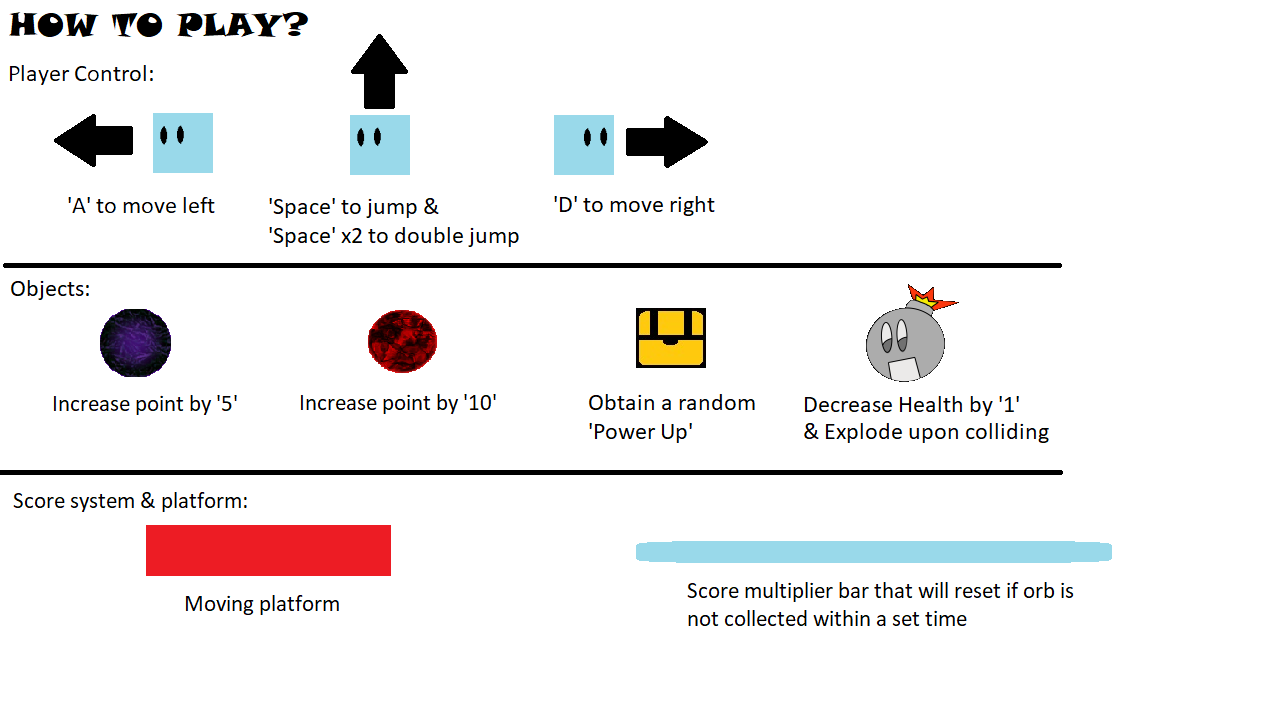 HOW TO PLAY?
Player Control:
'A' to move left
'Space' to jump &
'Space' x2 to double jump
'D' to move right
Objects:
Increase point by '5'
Increase point by '10'
Obtain a random
'Power Up'
Decrease Health by '1'
& Explode upon colliding
Score system & platform:
Moving platform
Score multiplier bar that will reset if orb is
not collected within a set time